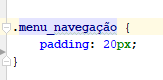 .menu_navegação {
    padding: 20px;
}